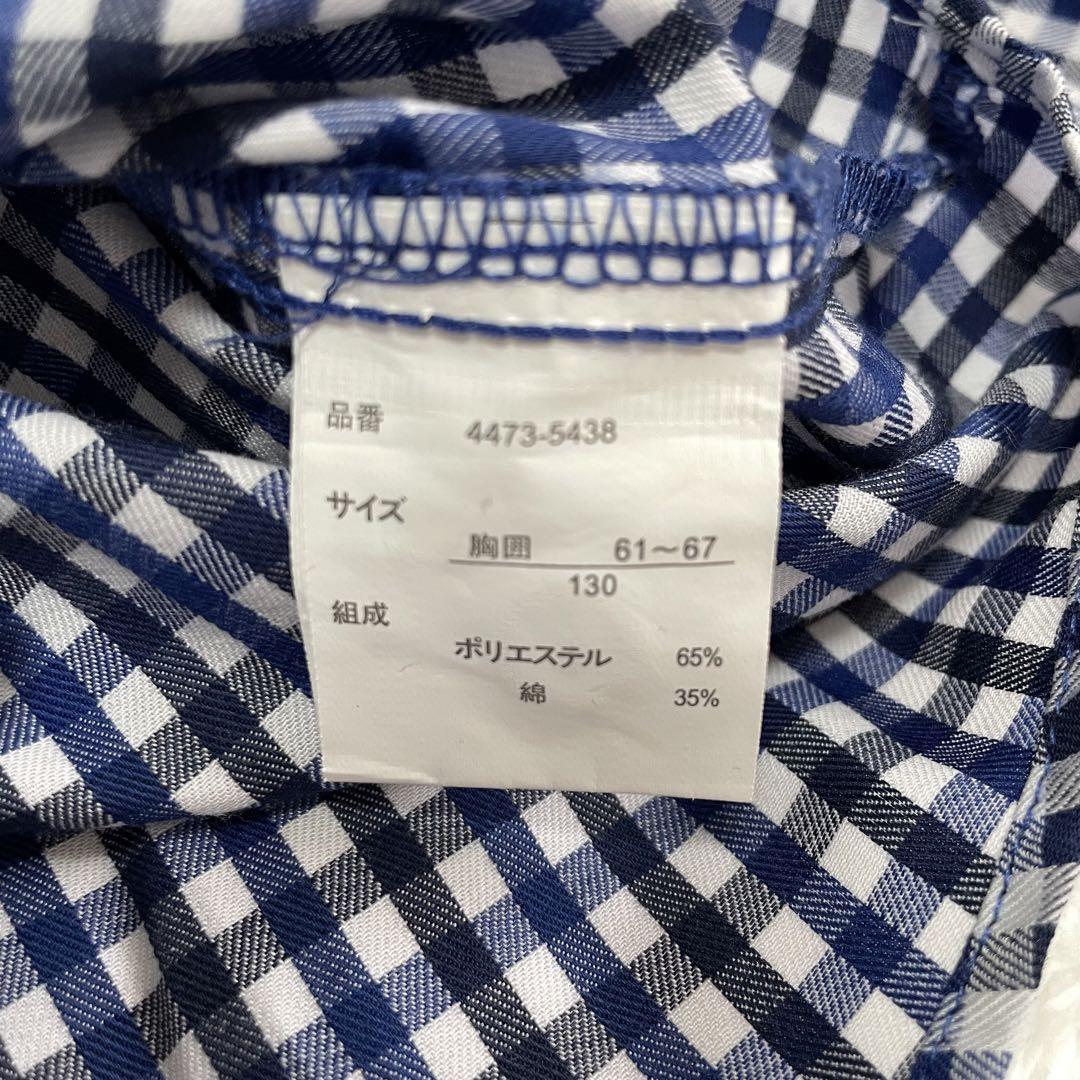 品番 4473-5438
サイズ
胸囲 61～67
130
組成
ポリエステル 65%
綿 35%